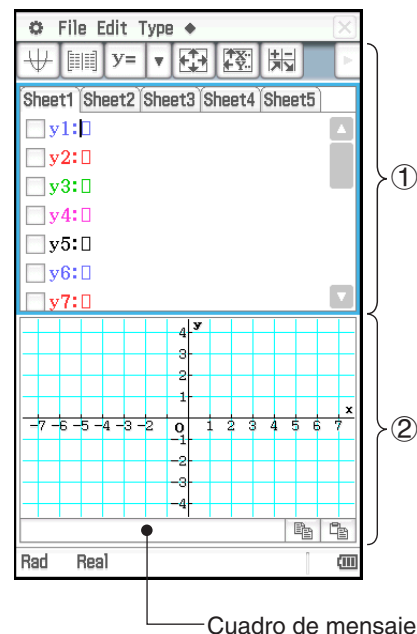 File Edit Type
y=
Sheet1 Sheet2 Sheet3 Sheet4 Sheet5
y1:
y2:
y3:
y4:
y5:
y6:
y7:
①
y
4
3
2
1
x
-7 -6 -5 -4 -3 -2 0 1 2 3 4 5 6 7
-1
-2
-3
-4
②
Rad Real
Cuadro de mensaje